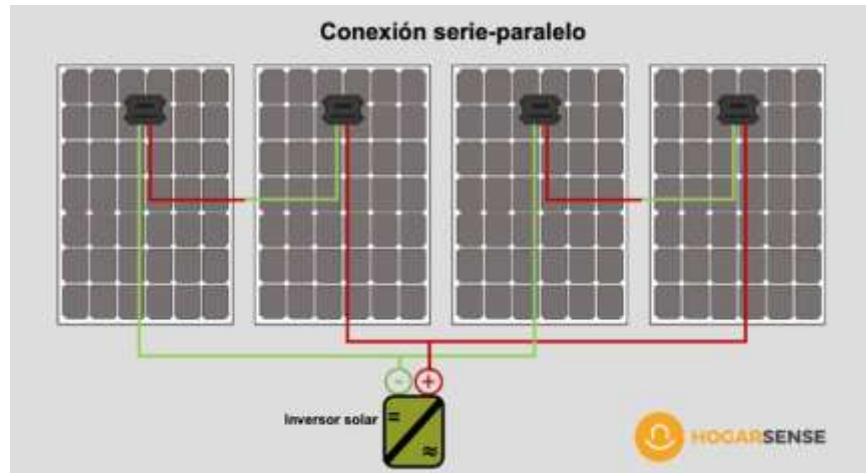 Conexión serie-paralelo
-
+
Inversor solar
=
≈
HOGARSENSE